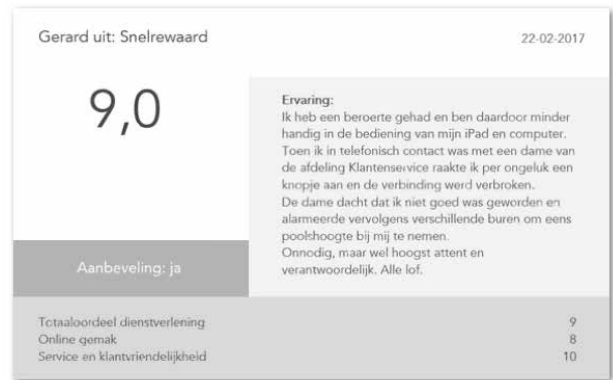 Gerard uit: Snelrewaard
22-02-2017
9,0
Aanbeveling: ja
Ervaring:
Ik heb een beroerte gehad en ben daardoor minder
handig in de bediening van mijn iPad en computer.
Toen ik in telefonisch contact was met een dame van
de afdeling Klantenservice raakte ik per ongeluk een
knopje aan en de verbinding werd verbroken.
De dame dacht dat ik niet goed was geworden en
alarmeerde vervolgens verschillende buren om eens
poolshoogte bij mij te nemen.
Onnodig, maar wel hoogst attent en
verantwoordelijk. Alle lof.
Totaaloordeel dienstverlening 9
Online gemak 8
Service en klantvriendelijkheid 10